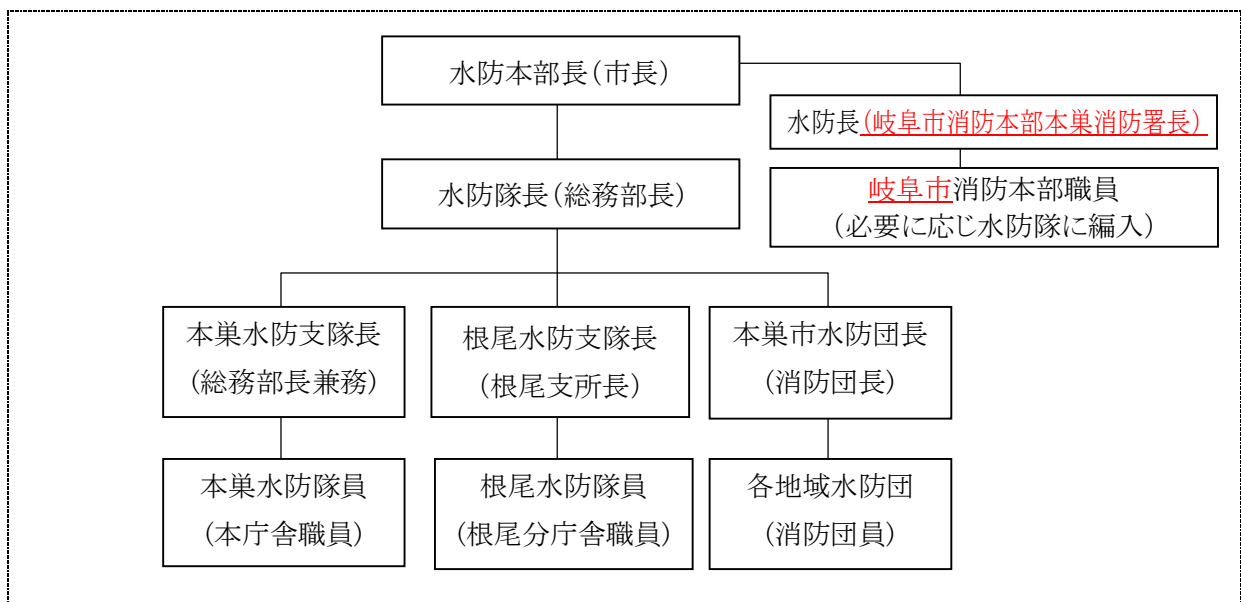 水防本部長(市長)
水防長(岐阜市消防本部本巣消防署長)
水防隊長(総務部長)
岐阜市消防本部職員
(必要に応じ水防隊に編入)
本巣水防支隊長
(総務部長兼務)
根尾水防支隊長
(根尾支所長)
本巣市水防団長
(消防団長)
本巣水防隊員
(本庁舎職員)
根尾水防隊員
(根尾分庁舎職員)
各地域水防団
(消防団員)